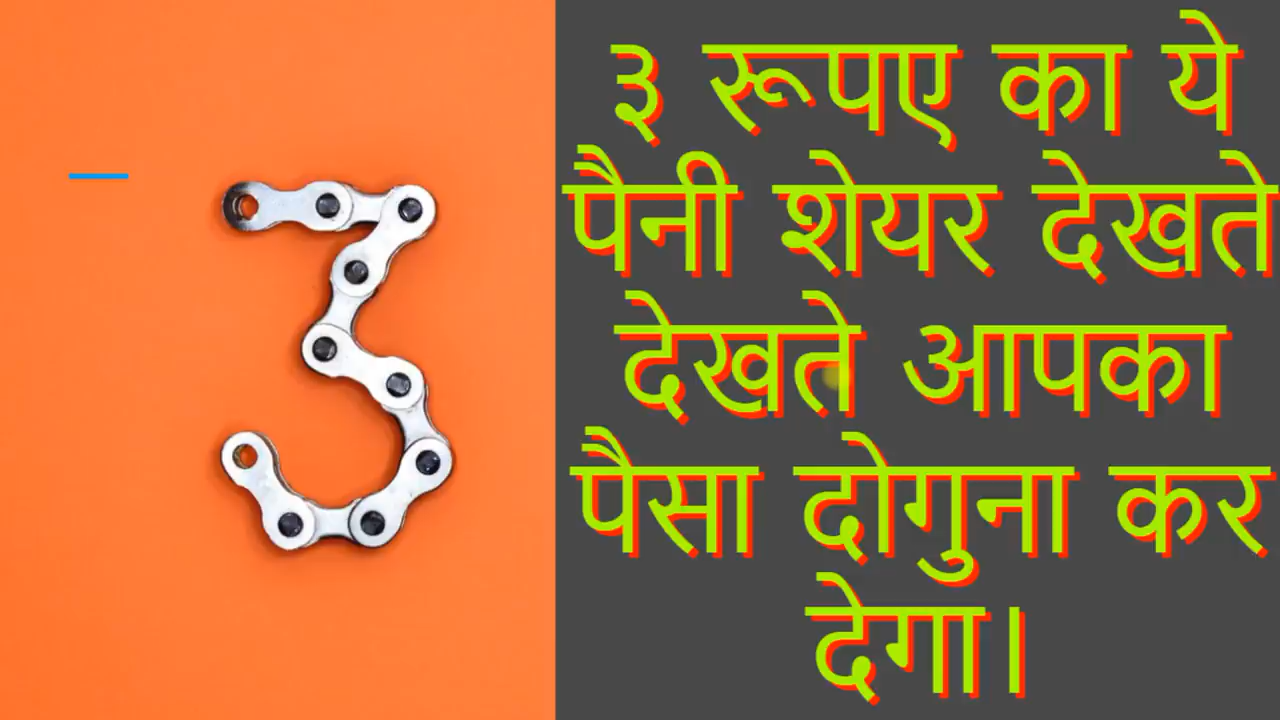 ३ रूपए का ये
पैनी शेयर देखते
देखते आपका
पैसा दोगुना कर
देगा।